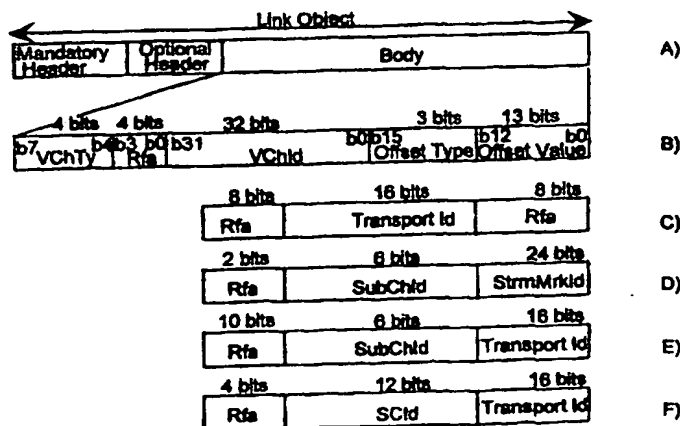 Link Object
Mandatory Header Optional Header Body A)
4 bits 4 bits 32 bits 3 bits 13 bits
b7 VChTy b4 b3 Rfa b0 b31 VChId b0 b15 Offset Type b12 Offset Value b0 B)
8 bits 16 bits 8 bits
Rfa Transport Id Rfa C)
2 bits 6 bits 24 bits
Rfa SubChId StrmMrkId D)
10 bits 6 bits 16 bits
Rfa SubChId Transport Id E)
4 bits 12 bits 16 bits
Rfa SCId Transport Id F)